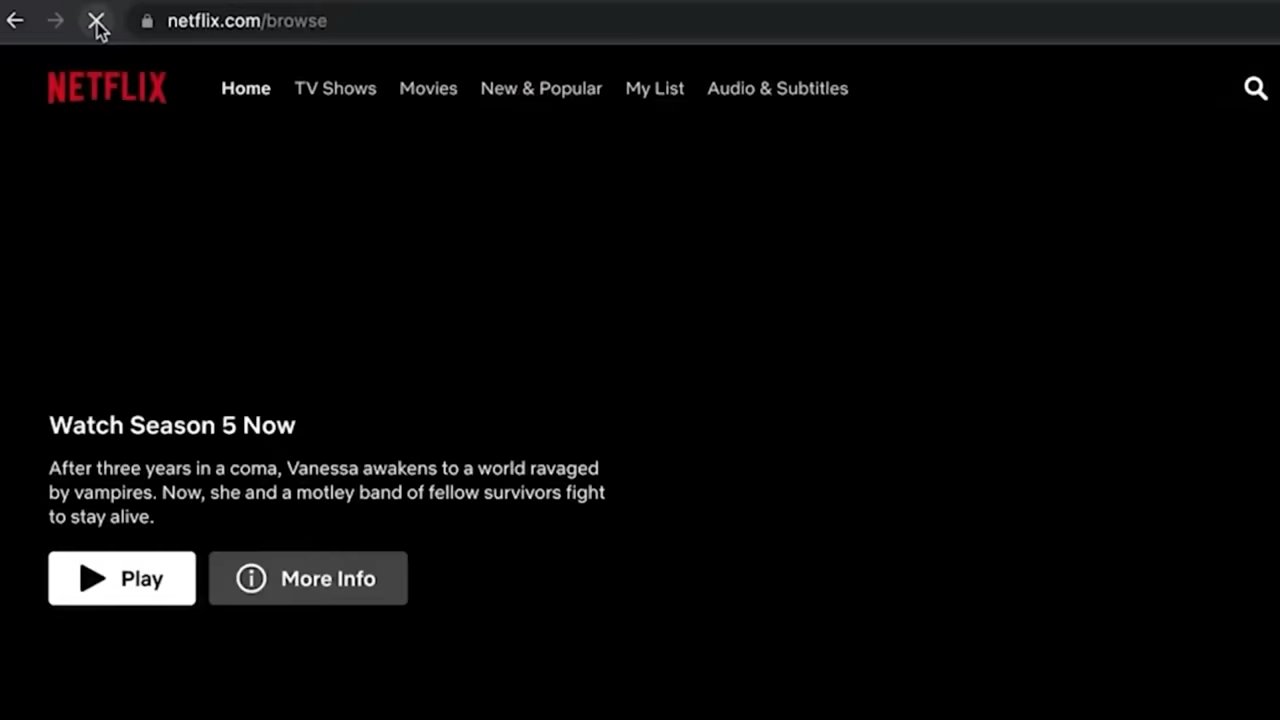 netflix.com/browse
NETFLIX Home TV Shows Movies New & Popular My List Audio & Subtitles
Watch Season 5 Now
After three years in a coma, Vanessa awakens to a world ravaged
by vampires. Now, she and a motley band of fellow survivors fight
to stay alive.
Play More Info